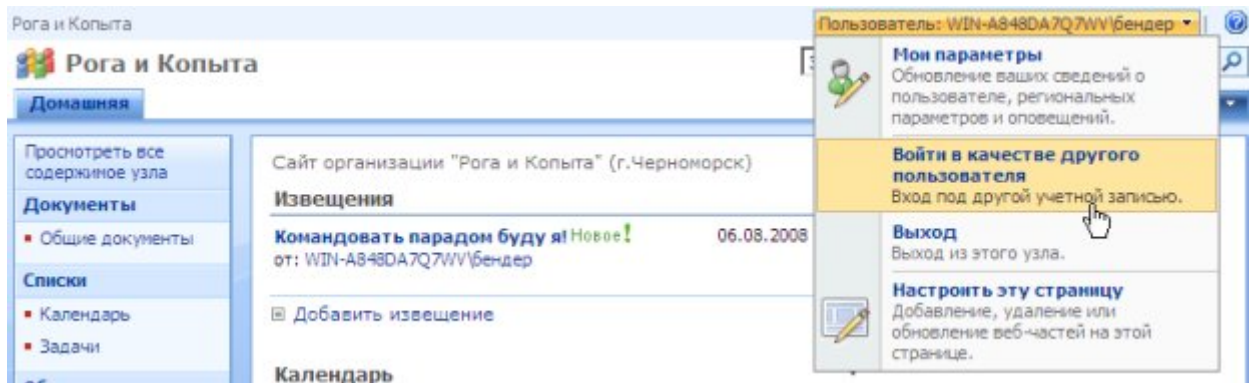 Рога и Копыта
Пользователь: WIN-A848DA7Q7WV\бендер
Рога и Копыта
Домашняя
Просмотреть все
содержимое узла
Документы
Общие документы
Списки
Календарь
Задачи
Сайт организации "Рога и Копыта" (г.Черноморск)
Извещения
Командовать парадом буду я! Новое! 06.08.2008
от: WIN-A848DA7Q7WV\бендер
Добавить извещение
Календарь
Мои параметры
Обновление ваших сведений о
пользователе, региональных
параметров и оповещений.
Войти в качестве другого
пользователя
Вход под другой учетной записью.
Выход
Выход из этого узла.
Настроить эту страницу
Добавление, удаление или
обновление веб-частей на этой
странице.